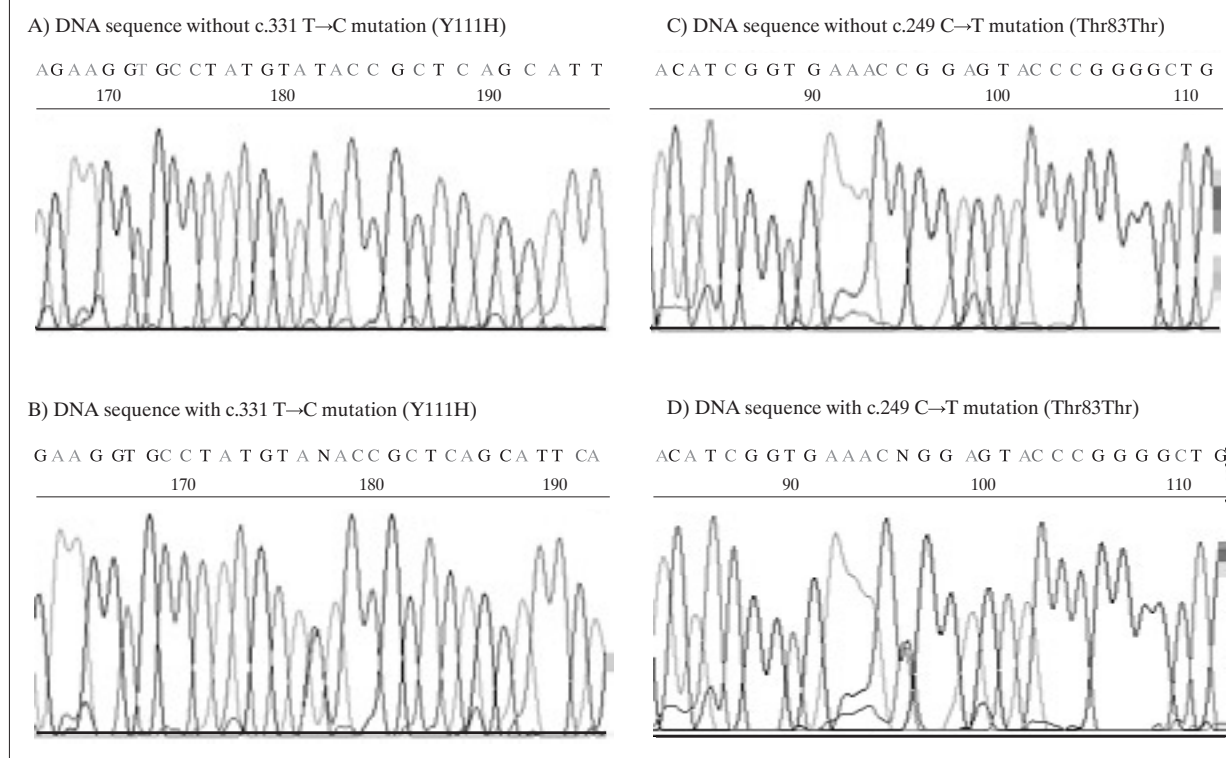 A) DNA sequence without c.331 T→C mutation (Y111H)
AGAAGGTGCCTATGTATACCGCTCAGCATT
170 180 190
B) DNA sequence with c.331 T→C mutation (Y111H)
GAAGGTGCCTATGTANACCGCTCAGCATTCA
170 180 190
C) DNA sequence without c.249 C→T mutation (Thr83Thr)
ACATCGGTGAAACCGGAGTACCCGGGGCTG
90 100 110
D) DNA sequence with c.249 C→T mutation (Thr83Thr)
ACATCGGTGAAACNGGAGTACCCGGGGCTG
90 100 110